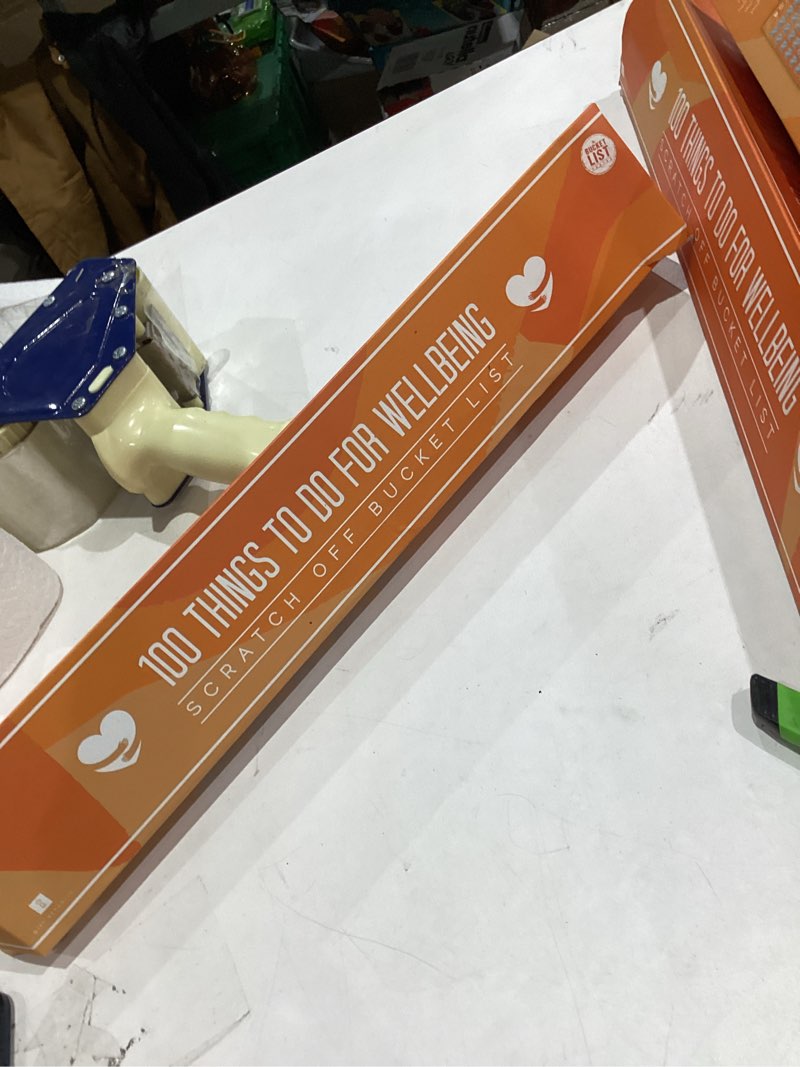 BUCKET
LIST
100 THINGS TO DO FOR WELLBEING
SCRATCH OFF BUCKET LIST
100 THINGS TO DO FOR WELLBEING
SCRATCH OFF BUCKET LIST